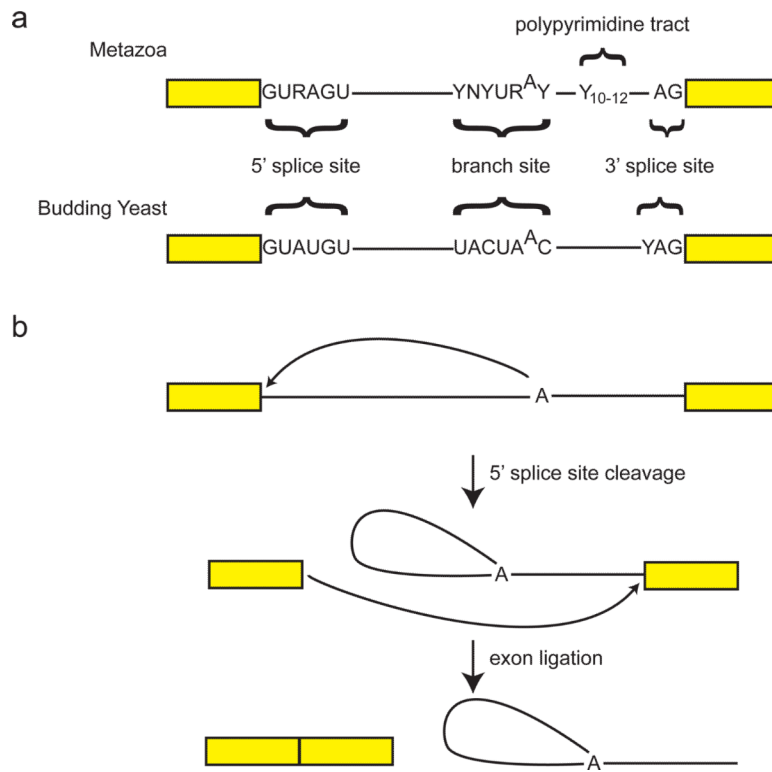 a
polypyrimidine tract
Metazoa
GURAGU YNYURAY Y10-12 AG
5' splice site branch site 3' splice site
Budding Yeast
GUAUGU UACUAAC YAG
b
A
5' splice site cleavage
A
exon ligation
A